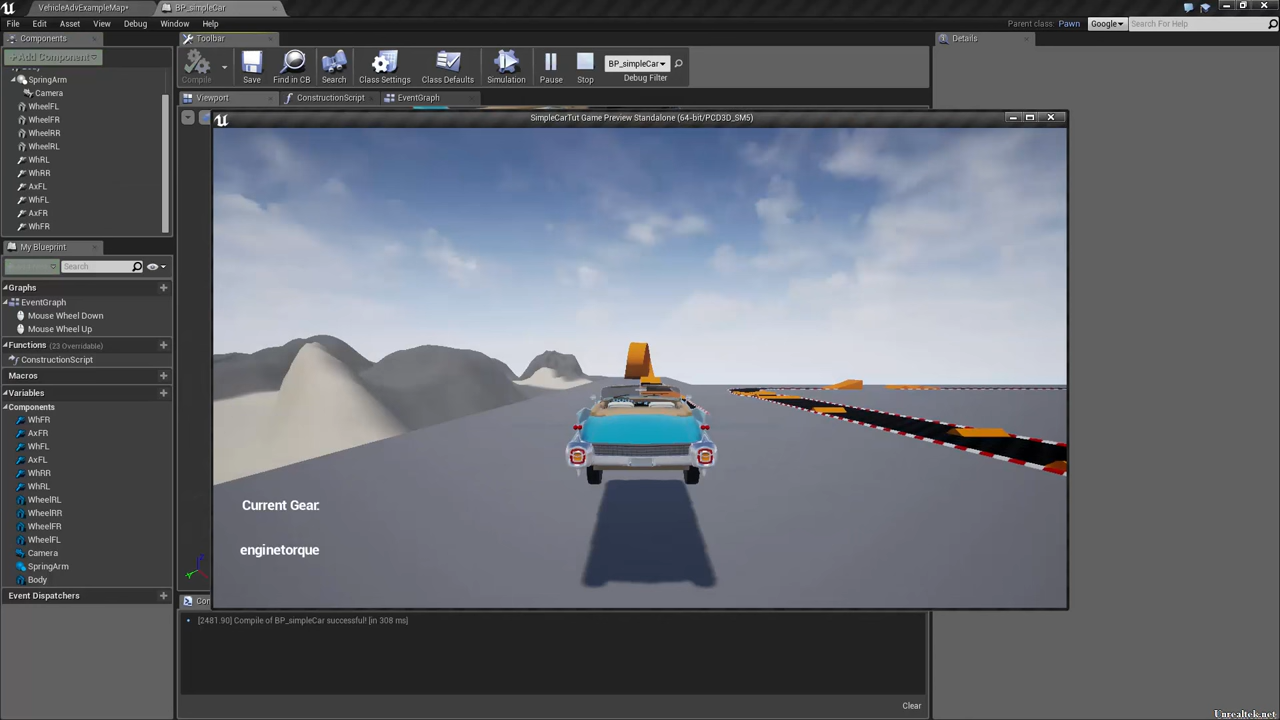 VehicleAdvExampleMap*
BP_simpleCar
File Edit Asset View Debug Window Help
Parent class: Pawn Google Search For Help
Components
Toolbar
Details
+Add Component
SpringArm
Camera
WheelFL
WheelFR
WheelRR
WheelRL
WhRL
WhRR
AxFL
WhFL
AxFR
WhFR
Compile Save Find in CB Search Class Settings Class Defaults Simulation Pause Stop
BP_simpleCar
Debug Filter
Viewport ConstructionScript EventGraph
SimpleCarTut Game Preview Standalone (64-bit/PCD3D_SM5)
My Blueprint
Search
Graphs
EventGraph
Mouse Wheel Down
Mouse Wheel Up
Functions (23 Overridable)
ConstructionScript
Macros
Variables
Components
WhFR
AxFR
WhFL
AxFL
WhRR
WhRL
WheelRL
WheelRR
WheelFR
WheelFL
Camera
SpringArm
Body
Event Dispatchers
Current Gear:
enginetorque
[2481.90] Compile of BP_simpleCar successful! [in 308 ms]
Clear
Unrealtek.net